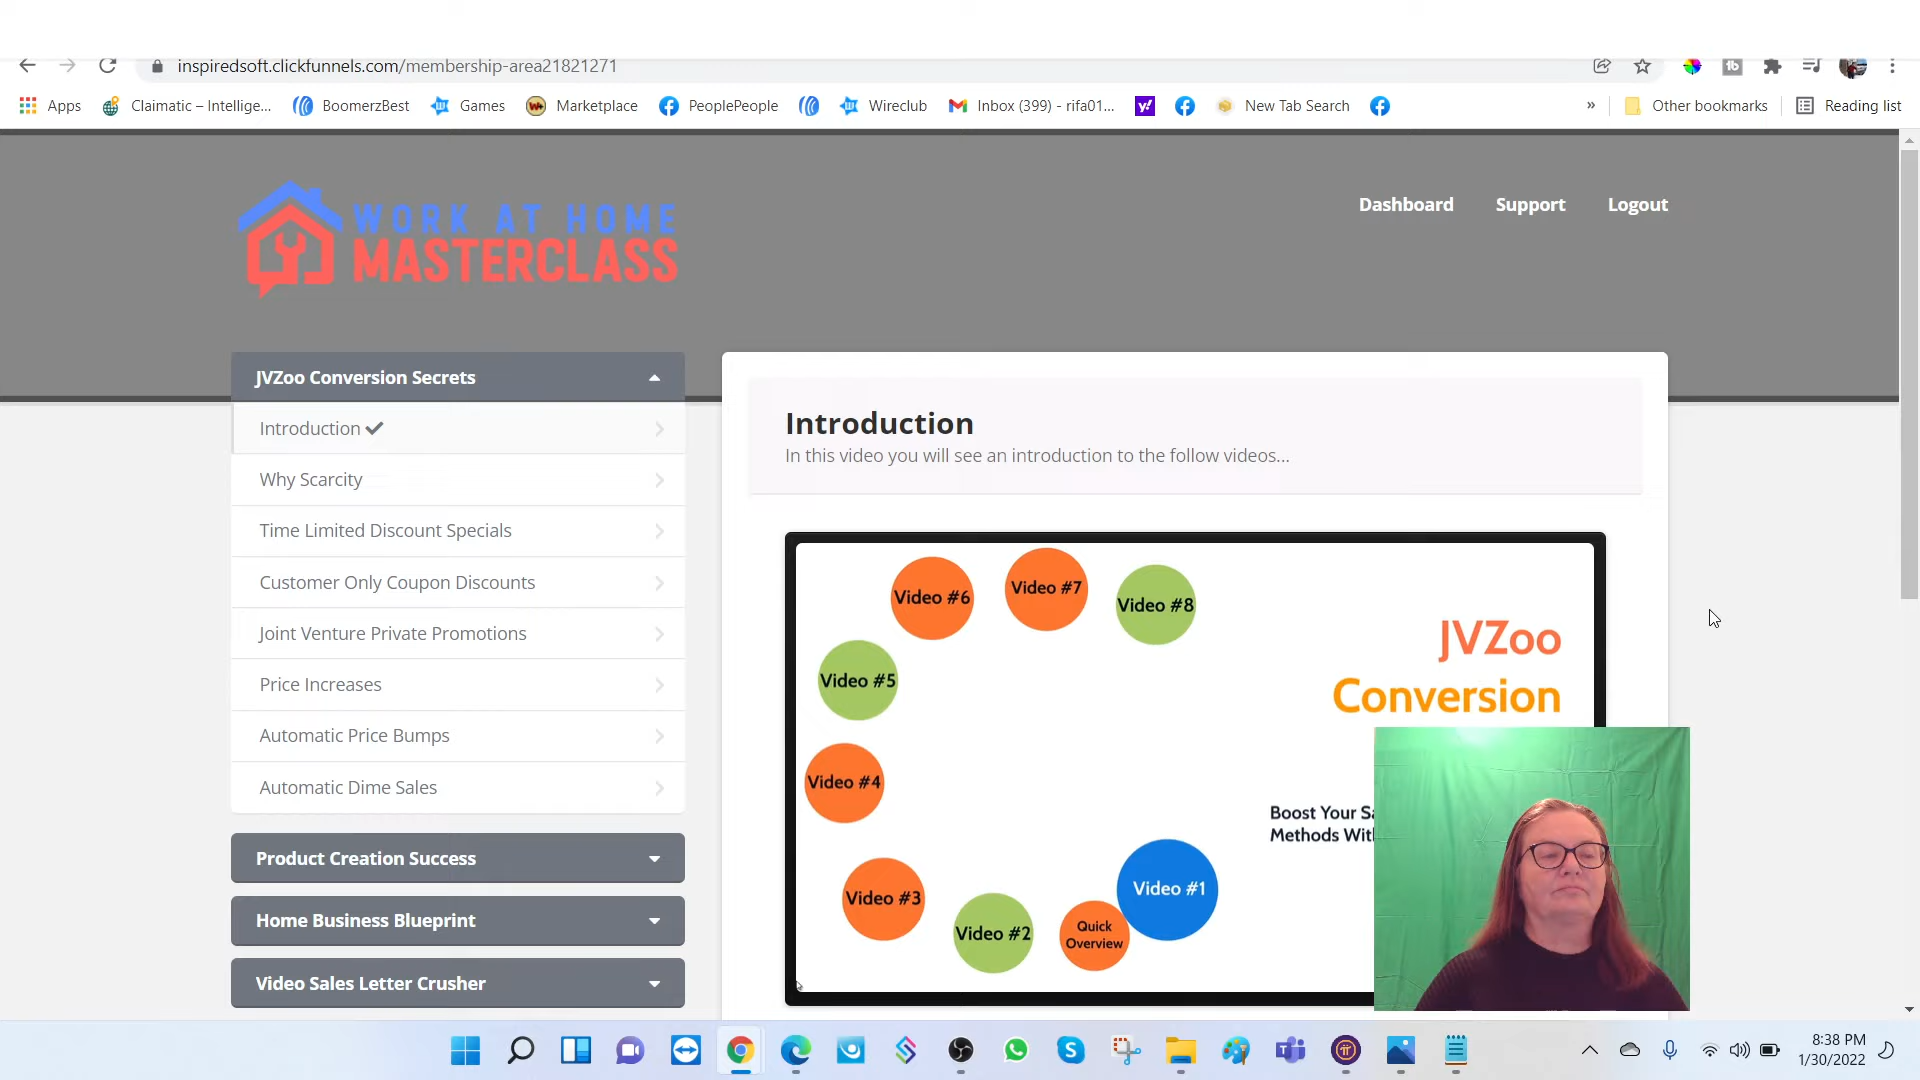 inspiredsoft.clickfunnels.com/membership-area21821271
Apps Claimatic – Intellige... BoomerzBest Games Marketplace PeoplePeople Wireclub Inbox (399) - rifa01... New Tab Search » Other bookmarks Reading list
WORK AT HOME
MASTERCLASS
Dashboard Support Logout
JVZoo Conversion Secrets
Introduction
Why Scarcity
Time Limited Discount Specials
Customer Only Coupon Discounts
Joint Venture Private Promotions
Price Increases
Automatic Price Bumps
Automatic Dime Sales
Product Creation Success
Home Business Blueprint
Video Sales Letter Crusher
Introduction
In this video you will see an introduction to the follow videos...
Video #6
Video #7
Video #8
Video #5
Video #4
Video #3
Video #2
Quick
Overview
Video #1
JVZoo
Conversion
Boost Your Sa
Methods Wit
8:38 PM
1/30/2022